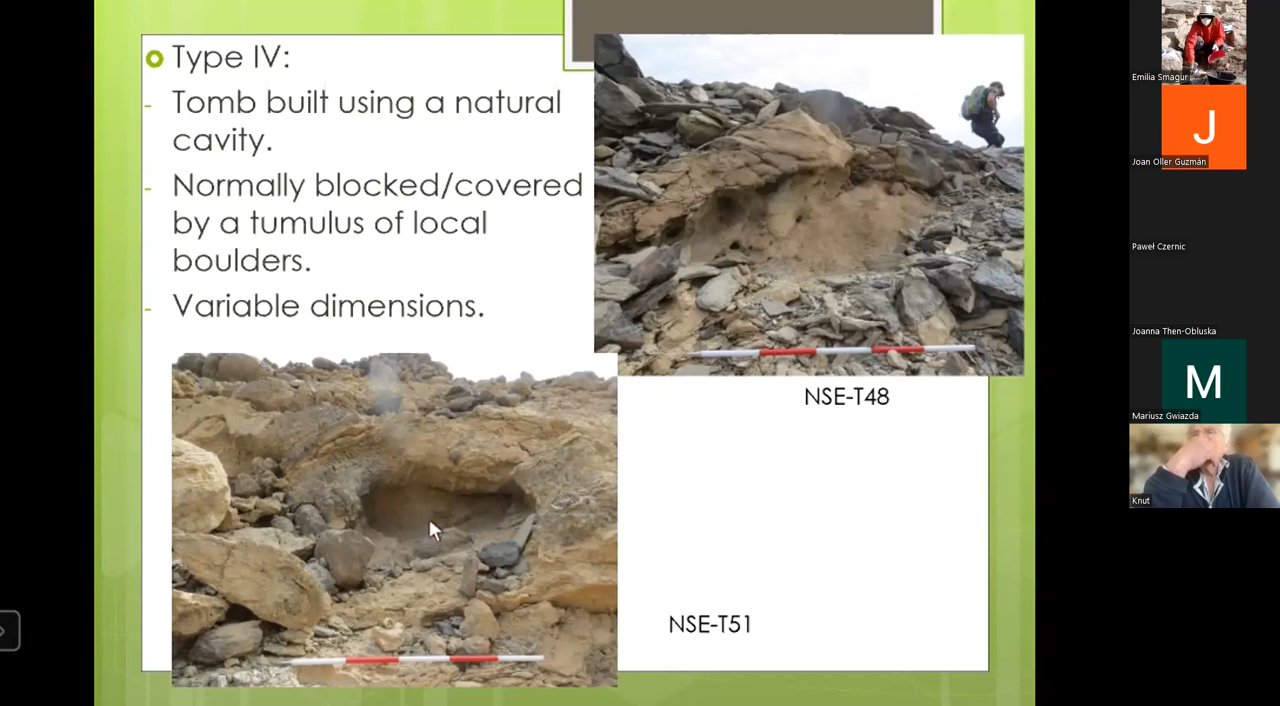 Type IV:
- Tomb built using a natural
cavity.
- Normally blocked/covered
by a tumulus of local
boulders.
- Variable dimensions.
NSE-T48
NSE-T51
Emilia Smagur
J
Joan Oller Guzmán
Paweł Czernic
Joanna Then-Obluska
M
Mariusz Gwiazda
Knut